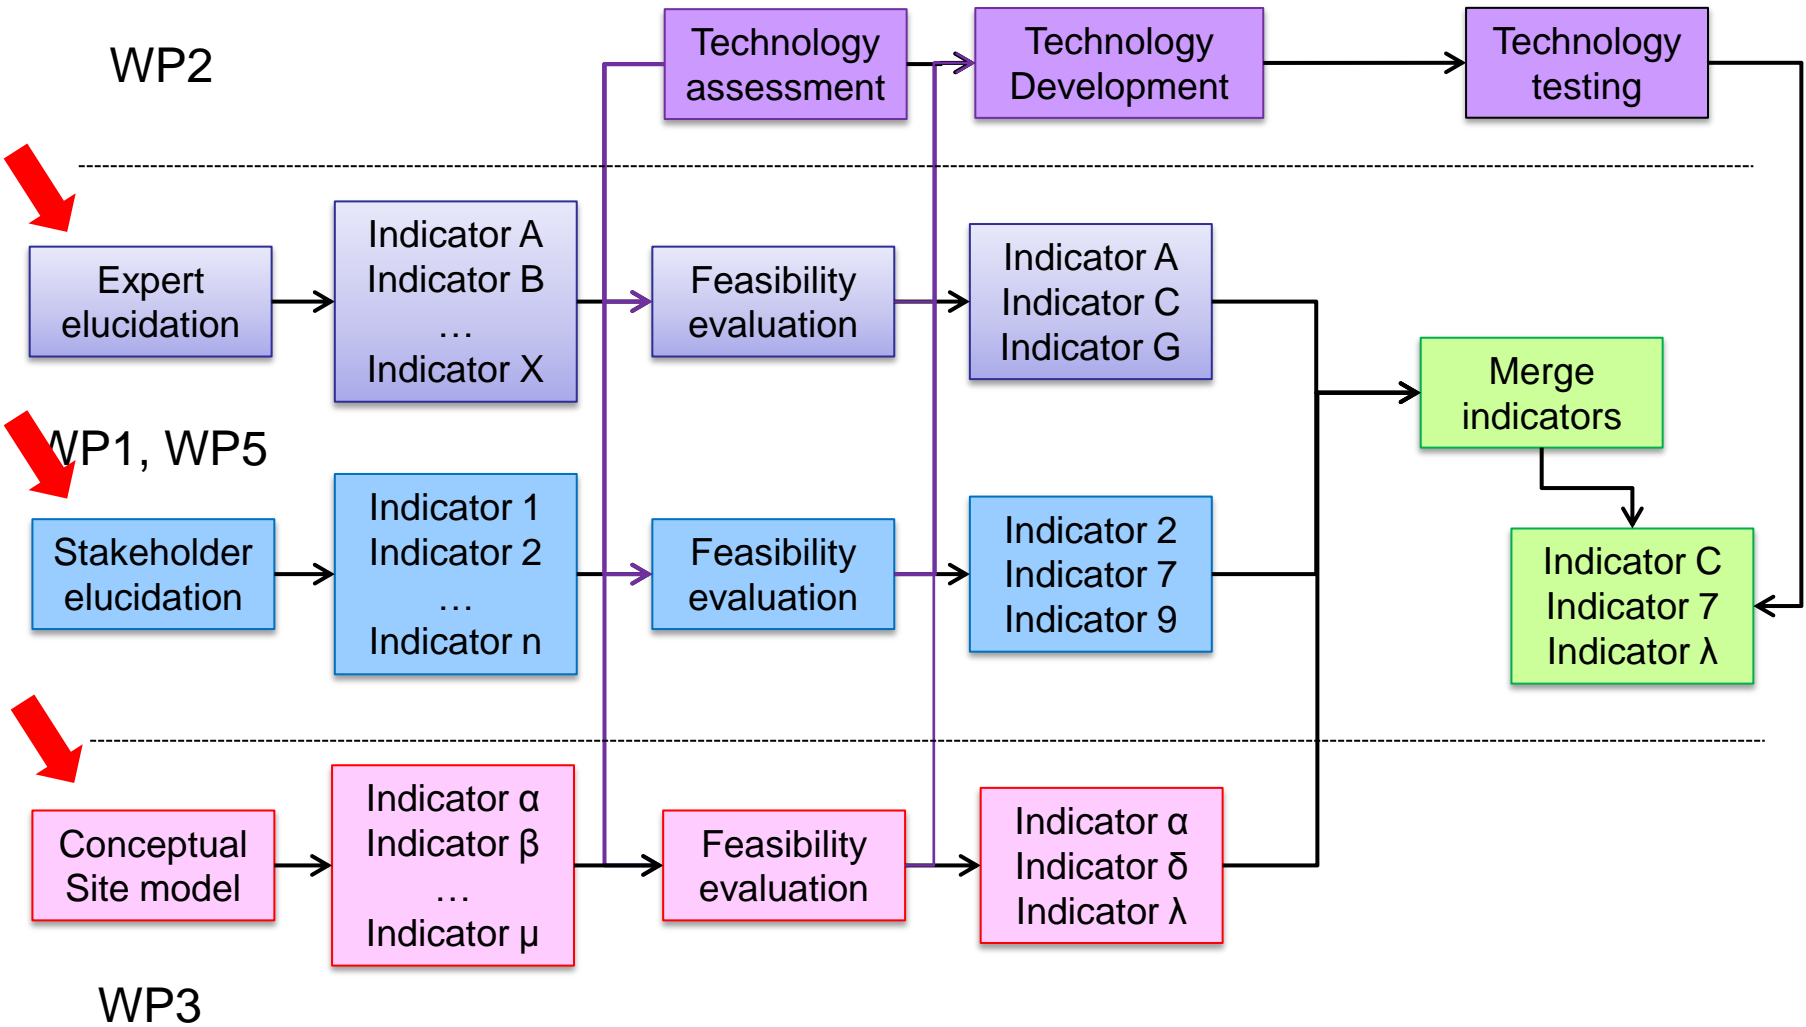 WP2
Technology
assessment
Technology
Development
Technology
testing
Expert
elucidation
Indicator A
Indicator B
…
Indicator X
Feasibility
evaluation
Indicator A
Indicator C
Indicator G
Merge
indicators
WP1, WP5
Stakeholder
elucidation
Indicator 1
Indicator 2
…
Indicator n
Feasibility
evaluation
Indicator 2
Indicator 7
Indicator 9
Indicator C
Indicator 7
Indicator λ
Conceptual
Site model
Indicator α
Indicator β
…
Indicator μ
Feasibility
evaluation
Indicator α
Indicator δ
Indicator λ
WP3